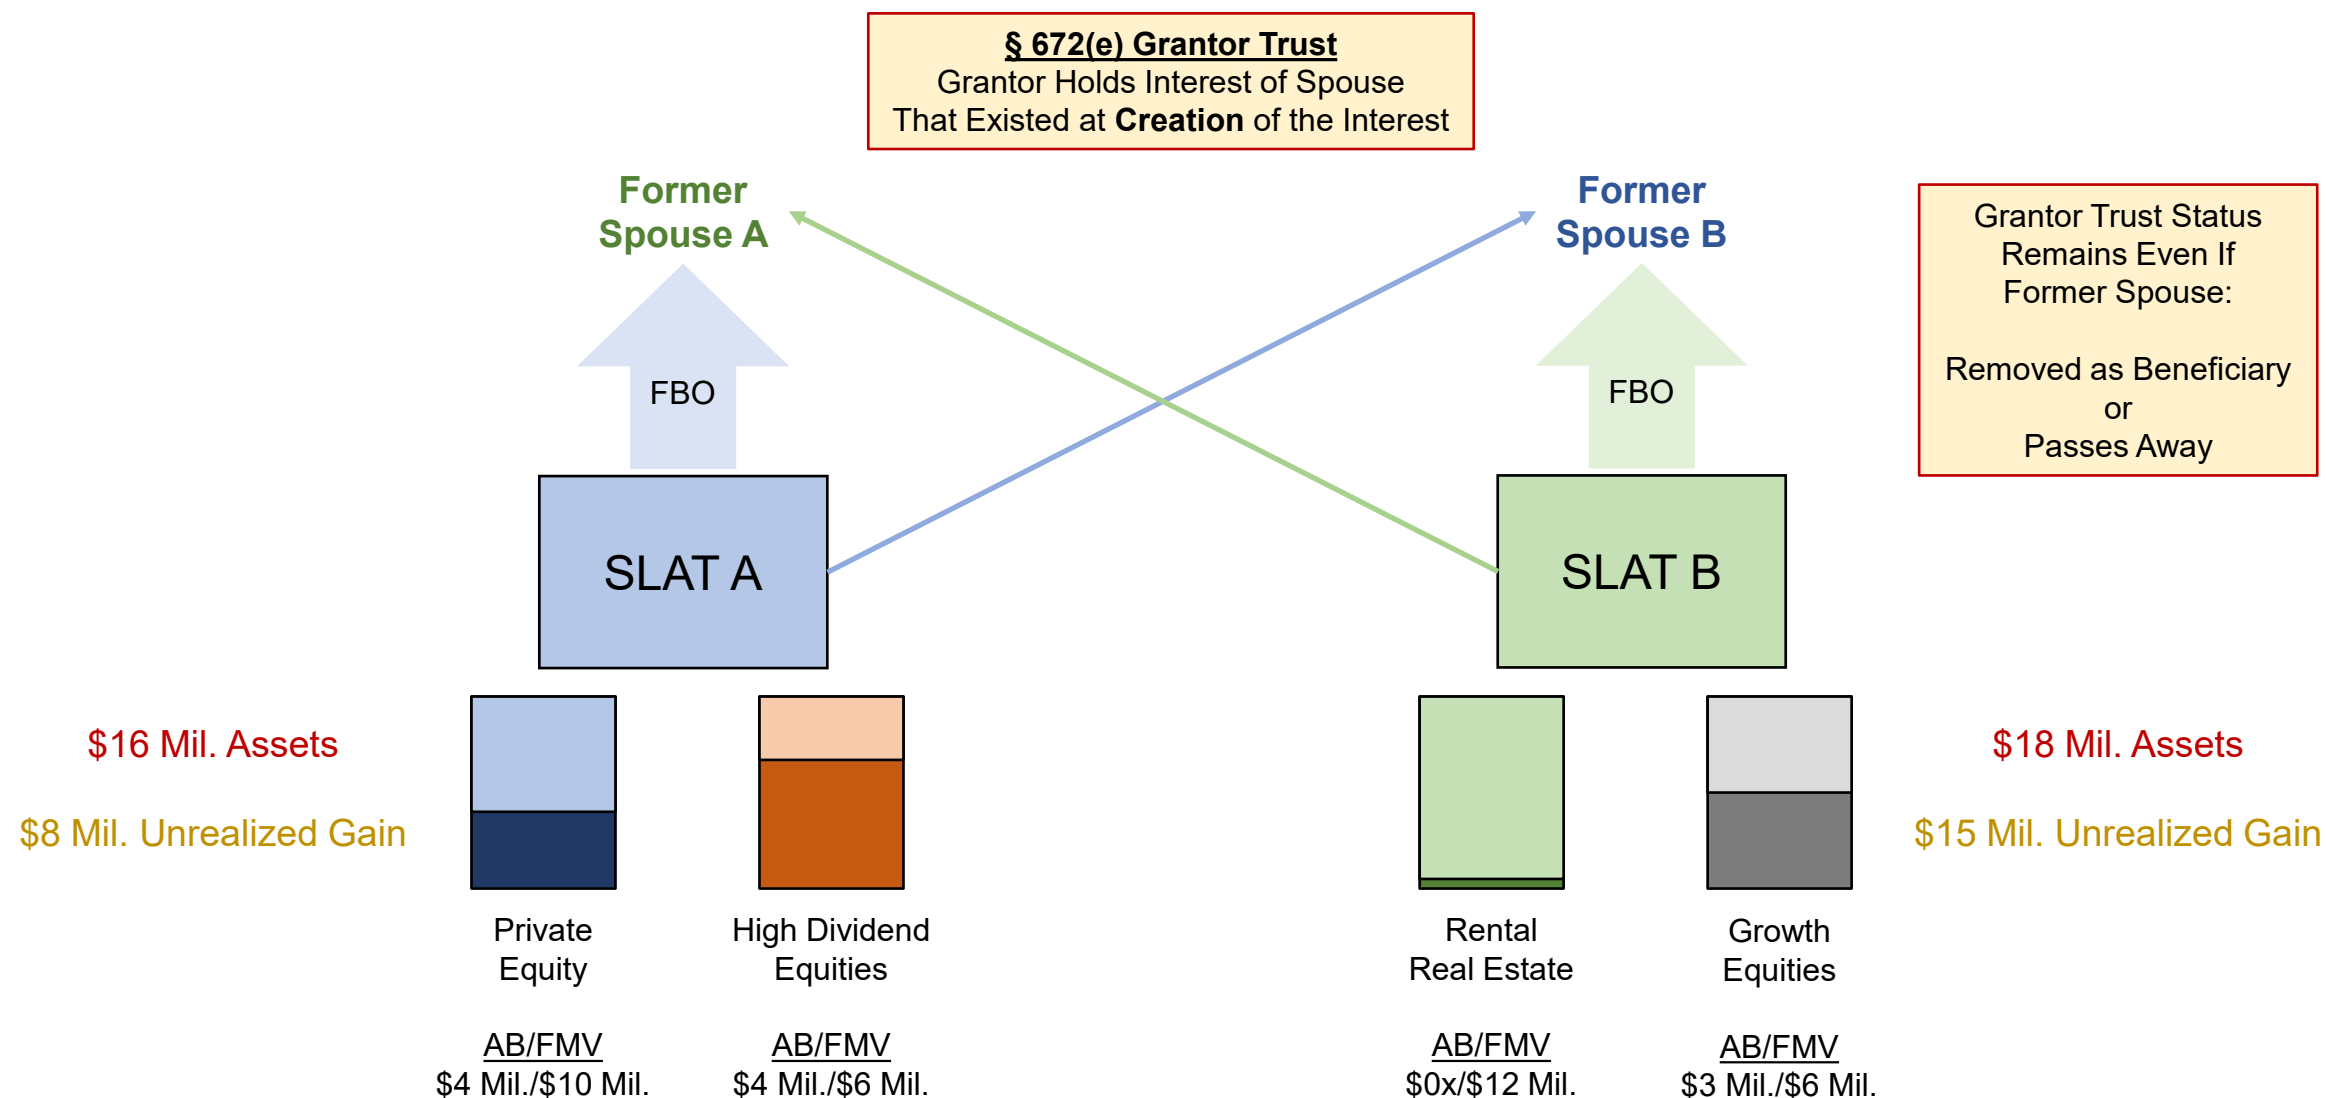 § 672(e) Grantor Trust
Grantor Holds Interest of Spouse
That Existed at Creation of the Interest
Former
Spouse A
Former
Spouse B
Grantor Trust Status
Remains Even If
Former Spouse:
Removed as Beneficiary
or
Passes Away
FBO
FBO
SLAT A
SLAT B
$16 Mil. Assets
$8 Mil. Unrealized Gain
$18 Mil. Assets
$15 Mil. Unrealized Gain
Private
Equity
AB/FMV
$4 Mil./$10 Mil.
High Dividend
Equities
AB/FMV
$4 Mil./$6 Mil.
Rental
Real Estate
AB/FMV
$0x/$12 Mil.
Growth
Equities
AB/FMV
$3 Mil./$6 Mil.